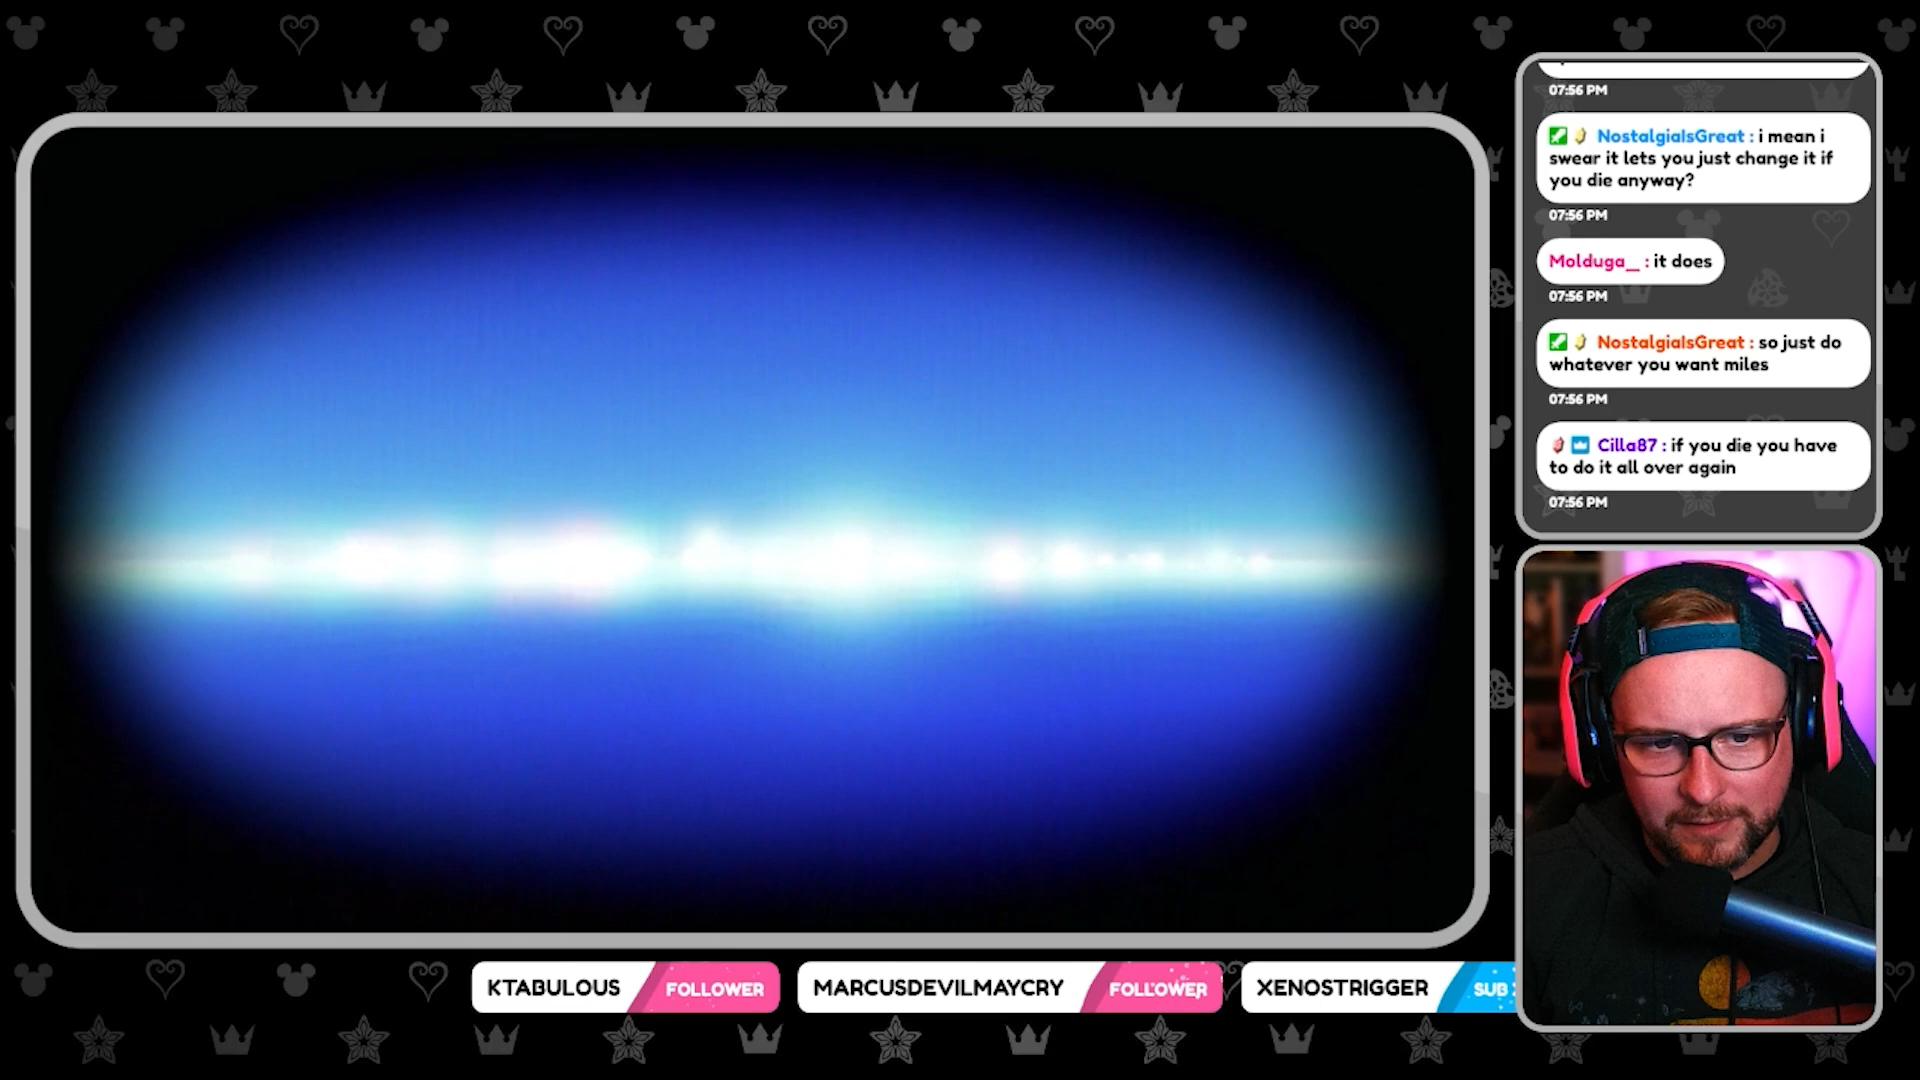 07:56 PM
NostalgiaIsGreat : i mean i
swear it lets you just change it if
you die anyway?
07:56 PM
Molduga_ : it does
07:56 PM
NostalgiaIsGreat : so just do
whatever you want miles
07:56 PM
Cilla87 : if you die you have
to do it all over again
07:56 PM
KTABULOUS FOLLOWER MARCUSDEVILMAYCRY FOLLOWER XENOSTRIGGER SUB